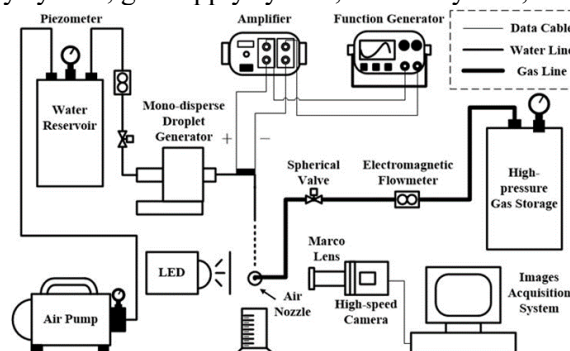 Piezometer
Amplifier
Function Generator
Data Cable
Water Line
Gas Line
Water
Reservoir
Mono-disperse
Droplet
Generator
+
−
Spherical
Valve
Electromagnetic
Flowmeter
High-
pressure
Gas Storage
LED
Marco
Lens
Air
Nozzle
High-speed
Camera
Images
Acquisition
System
Air Pump